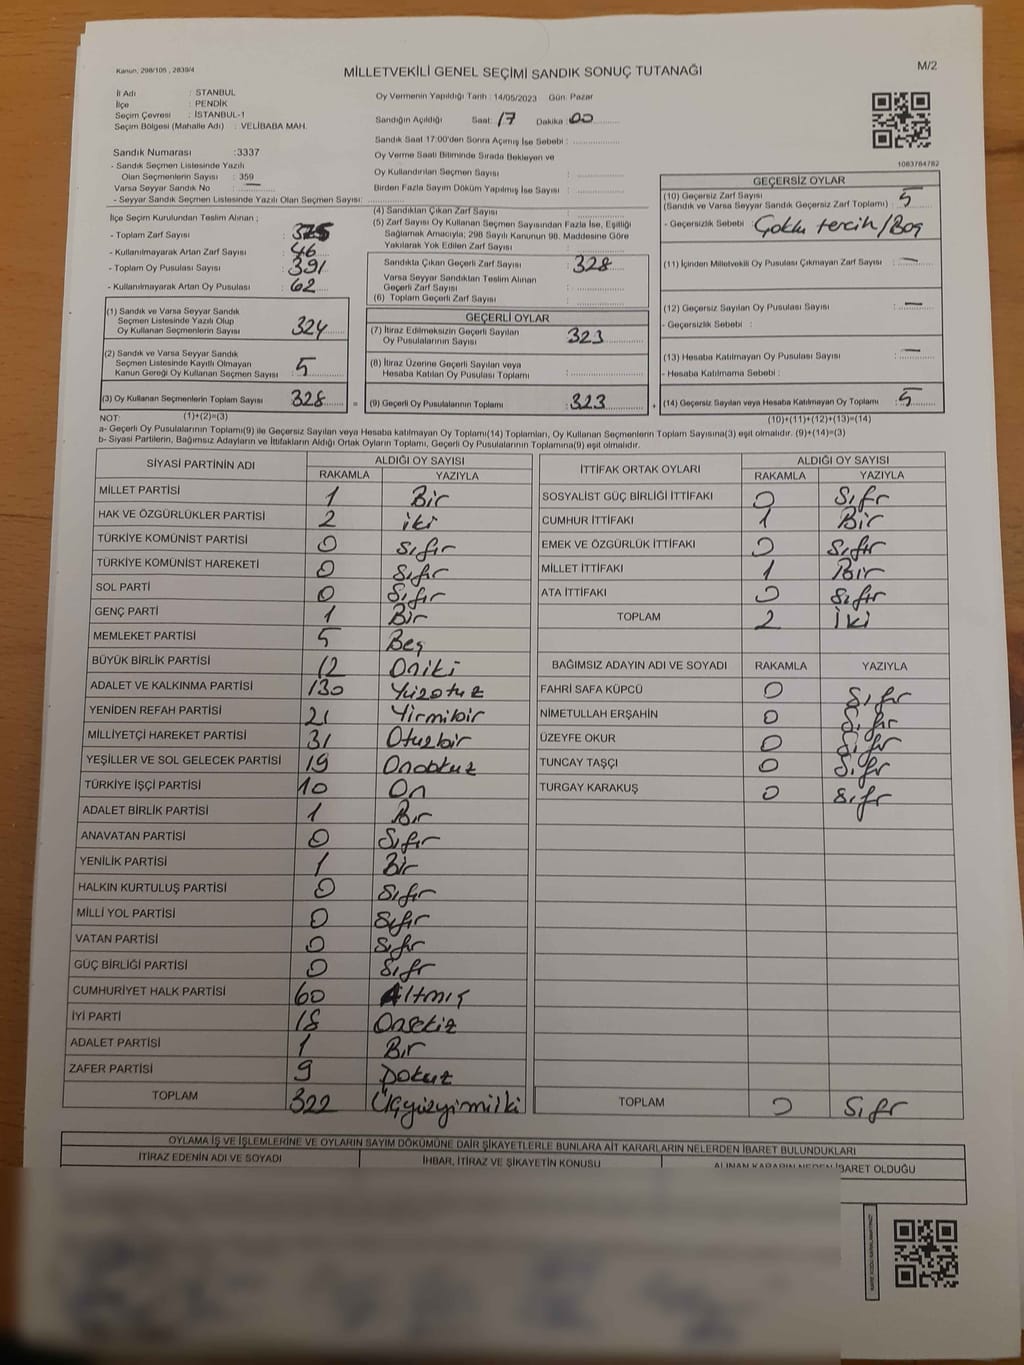 Kanun, 298/105 , 2839/4
MİLLETVEKİLİ GENEL SEÇİMİ SANDIK SONUÇ TUTANAĞI
M/2
İl Adı : STANBUL
İlçe : PENDİK
Seçim Çevresi : İSTANBUL-1
Seçim Bölgesi (Mahalle Adı) : VELİBABA MAH.
Sandık Numarası :3337
- Sandık Seçmen Listesinde Yazılı
Olan Seçmenlerin Sayısı : 359
Varsa Seyyar Sandık No : —
- Seyyar Sandık Seçmen Listesinde Yazılı Olan Seçmen Sayısı:
Oy Vermenin Yapıldığı Tarih : 14/05/2023 Gün: Pazar
Sandığın Açıldığı Saat: 17 Dakika: 00
Sandık Saat 17:00'den Sonra Açımış İse Sebebi :
Oy Verme Saati Bitiminde Sırada Bekleyen ve
Oy Kullandırılan Seçmen Sayısı :
Birden Fazla Sayım Döküm Yapılmış İse Sayısı :
1083784782
İlçe Seçim Kurulundan Teslim Alınan ;
- Toplam Zarf Sayısı : 375
- Kullanılmayarak Artan Zarf Sayısı : 46
- Toplam Oy Pusulası Sayısı : 391
- Kullanılmayarak Artan Oy Pusulası : 62
(1) Sandık ve Varsa Seyyar Sandık
Seçmen Listesinde Yazılı Olup
Oy Kullanan Seçmenlerin Sayısı : 324
(2) Sandık ve Varsa Seyyar Sandık
Seçmen Listesinde Kayıtlı Olmayan
Kanun Gereği Oy Kullanan Seçmen Sayısı : 5
(3) Oy Kullanan Seçmenlerin Toplam Sayısı : 328
(4) Sandıktan Çıkan Zarf Sayısı :
(5) Zarf Sayısı Oy Kullanan Seçmen Sayısından Fazla İse, Eşitliği
Sağlamak Amacıyla; 298 Sayılı Kanunun 98. Maddesine Göre
Yakılarak Yok Edilen Zarf Sayısı :
Sandıkta Çıkan Geçerli Zarf Sayısı : 328
Varsa Seyyar Sandıktan Teslim Alınan
Geçerli Zarf Sayısı :
(6) Toplam Geçerli Zarf Sayısı :
GEÇERLİ OYLAR
(7) İtiraz Edilmeksizin Geçerli Sayılan
Oy Pusulalarının Sayısı : 323
(8) İtiraz Üzerine Geçerli Sayılan veya
Hesaba Katılan Oy Pusulası Toplamı :
= (9) Geçerli Oy Pusulalarının Toplamı : 323 +
GEÇERSİZ OYLAR
(10) Geçersiz Zarf Sayısı
(Sandık ve Varsa Seyyar Sandık Geçersiz Zarf Toplamı) : 5
- Geçersizlik Sebebi : Çoklu tercih/Boş
(11) İçinden Milletvekili Oy Pusulası Çıkmayan Zarf Sayısı : —
(12) Geçersiz Sayılan Oy Pusulası Sayısı : —
- Geçersizlik Sebebi :
(13) Hesaba Katılmayan Oy Pusulası Sayısı : —
- Hesaba Katılmama Sebebi :
(14) Geçersiz Sayılan veya Hesaba Katılmayan Oy Toplamı : 5
NOT: (1)+(2)=(3)
(10)+(11)+(12)+(13)=(14)
a- Geçerli Oy Pusulalarının Toplamı(9) ile Geçersiz Sayılan veya Hesaba katılmayan Oy Toplamı(14) Toplamları, Oy Kullanan Seçmenlerin Toplam Sayısına(3) eşit olmalıdır. (9)+(14)=(3)
b- Siyasi Partilerin, Bağımsız Adayların ve İttifakların Aldığı Ortak Oyların Toplamı, Geçerli Oy Pusulalarının Toplamına(9) eşit olmalıdır.
SİYASİ PARTİNİN ADI ALDIĞI OY SAYISI
RAKAMLA YAZIYLA
MİLLET PARTİSİ 1 Bir
HAK VE ÖZGÜRLÜKLER PARTİSİ 2 iki
TÜRKİYE KOMÜNİST PARTİSİ 0 sıfır
TÜRKİYE KOMÜNİST HAREKETİ 0 Sıfır
SOL PARTİ 0 Sıfır
GENÇ PARTİ 1 Bir
MEMLEKET PARTİSİ 5 Beş
BÜYÜK BİRLİK PARTİSİ 12 Oniki
ADALET VE KALKINMA PARTİSİ 130 Yüzotuz
YENİDEN REFAH PARTİSİ 21 Yirmibir
MİLLİYETÇİ HAREKET PARTİSİ 31 Otuzbir
YEŞİLLER VE SOL GELECEK PARTİSİ 19 Ondokuz
TÜRKİYE İŞÇİ PARTİSİ 10 On
ADALET BİRLİK PARTİSİ 1 Bir
ANAVATAN PARTİSİ 0 Sıfır
YENİLİK PARTİSİ 1 Bir
HALKIN KURTULUŞ PARTİSİ 0 Sıfır
MİLLİ YOL PARTİSİ 0 Sıfır
VATAN PARTİSİ 0 Sıfır
GÜÇ BİRLİĞİ PARTİSİ 0 Sıfr
CUMHURİYET HALK PARTİSİ 60 Altmış
İYİ PARTİ 18 Onsekiz
ADALET PARTİSİ 1 Bir
ZAFER PARTİSİ 9 Dokuz
TOPLAM 322 Üçyüzyirmiiki
İTTİFAK ORTAK OYLARI ALDIĞI OY SAYISI
RAKAMLA YAZIYLA
SOSYALİST GÜÇ BİRLİĞİ İTTİFAKI 0 Sıfr
CUMHUR İTTİFAKI 1 Bir
EMEK VE ÖZGÜRLÜK İTTİFAKI 0 Sıfır
MİLLET İTTİFAKI 1 Bir
ATA İTTİFAKI 0 Sıfır
TOPLAM 2 İki
BAĞIMSIZ ADAYIN ADI VE SOYADI RAKAMLA YAZIYLA
FAHRİ SAFA KÜPCÜ 0 Sıfır
NİMETULLAH ERŞAHİN 0 Sıfır
ÜZEYFE OKUR 0 Sıfır
TUNCAY TAŞÇI 0 Sıfr
TURGAY KARAKUŞ 0 Sıfr
TOPLAM 0 Sıfr
OYLAMA İŞ VE İŞLEMLERİNE VE OYLARIN SAYIM DÖKÜMÜNE DAİR ŞİKAYETLERLE BUNLARA AİT KARARLARIN NELERDEN İBARET BULUNDUKLARI
İTİRAZ EDENİN ADI VE SOYADI İHBAR, İTİRAZ VE ŞİKAYETİN KONUSU ALINAN KARARIN NEDEN İBARET OLDUĞU